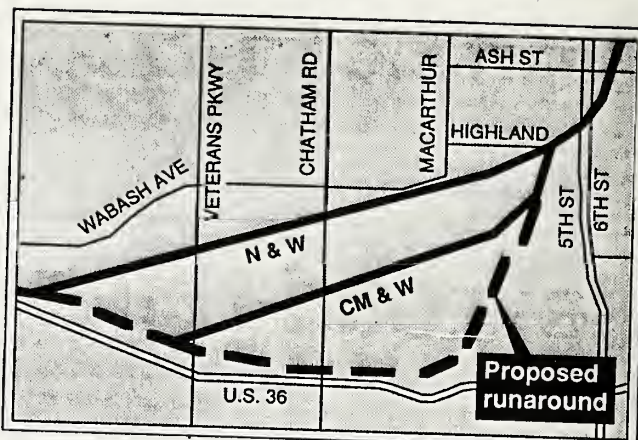 ASH ST
VETERANS PKWY
CHATHAM RD
MACARTHUR
HIGHLAND
WABASH AVE
5TH ST
6TH ST
N & W
CM & W
U.S. 36
Proposed
runaround